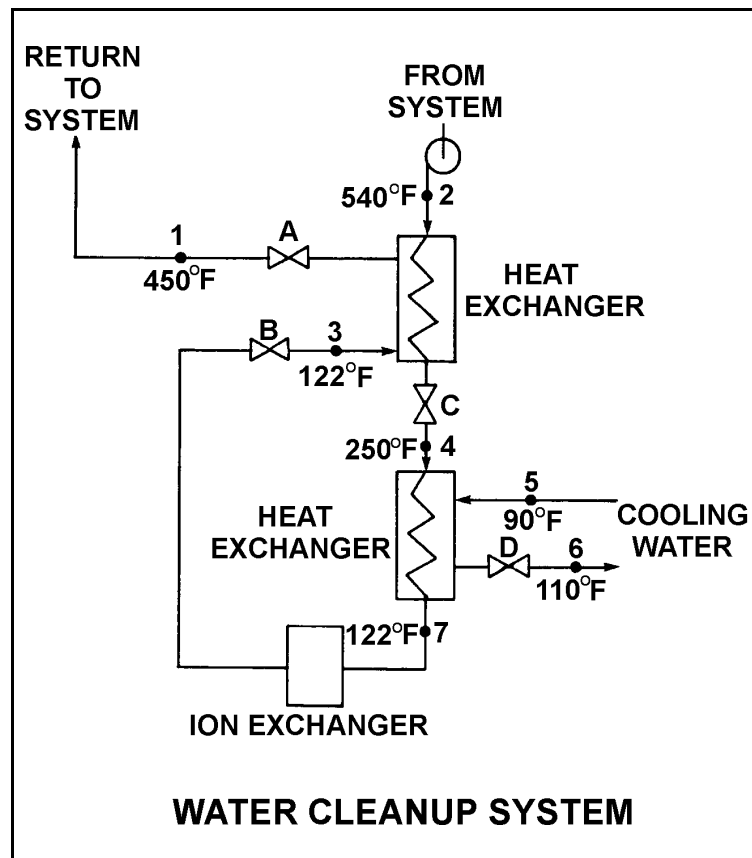 RETURN
TO
SYSTEM
FROM
SYSTEM
540°F 2
1 A
450°F
HEAT
EXCHANGER
B 3
122°F
C
250°F 4
HEAT
EXCHANGER
5
90°F
COOLING
WATER
D 6
110°F
122°F 7
ION EXCHANGER
WATER CLEANUP SYSTEM